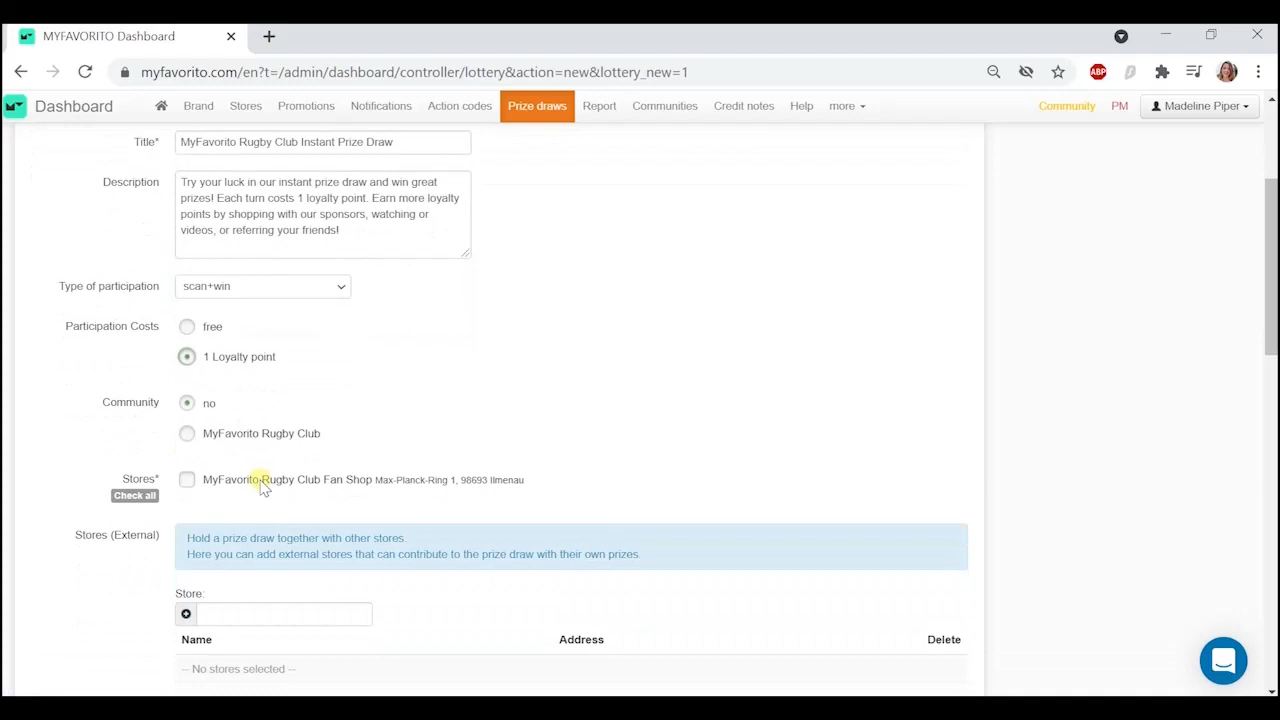 MYFAVORITO Dashboard
myfavorito.com/en?t=/admin/dashboard/controller/lottery&action=new&lottery_new=1
ABP
Dashboard Brand Stores Promotions Notifications Action codes Prize draws Report Communities Credit notes Help more Community PM Madeline Piper
Title* MyFavorito Rugby Club Instant Prize Draw
Description Try your luck in our instant prize draw and win great
prizes! Each turn costs 1 loyalty point. Earn more loyalty
points by shopping with our sponsors, watching or
videos, or referring your friends!
Type of participation scan+win
Participation Costs free
1 Loyalty point
Community no
MyFavorito Rugby Club
Stores* MyFavorito Rugby Club Fan Shop Max-Planck-Ring 1, 98693 Ilmenau
Check all
Stores (External) Hold a prize draw together with other stores.
Here you can add external stores that can contribute to the prize draw with their own prizes.
Store:
Name Address Delete
-- No stores selected --